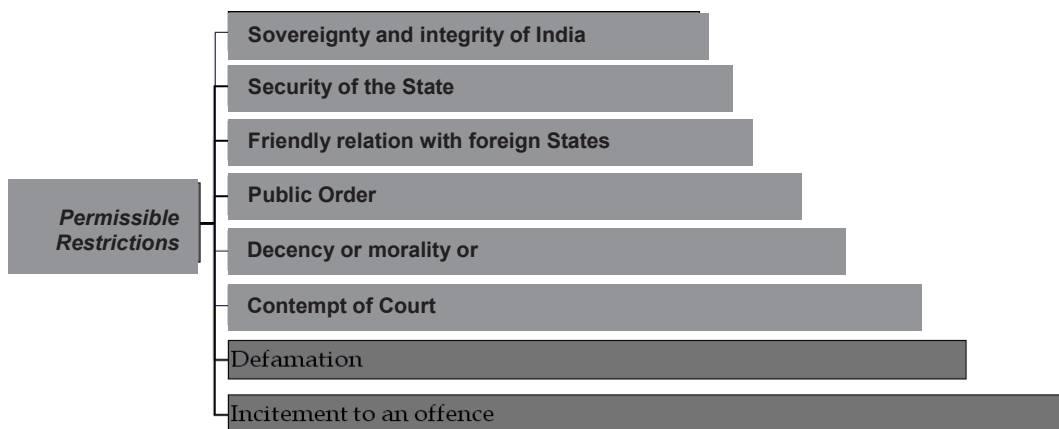 Sovereignty and integrity of India
Security of the State
Friendly relation with foreign States
Public Order
Permissible
Restrictions
Decency or morality or
Contempt of Court
Defamation
Incitement to an offence